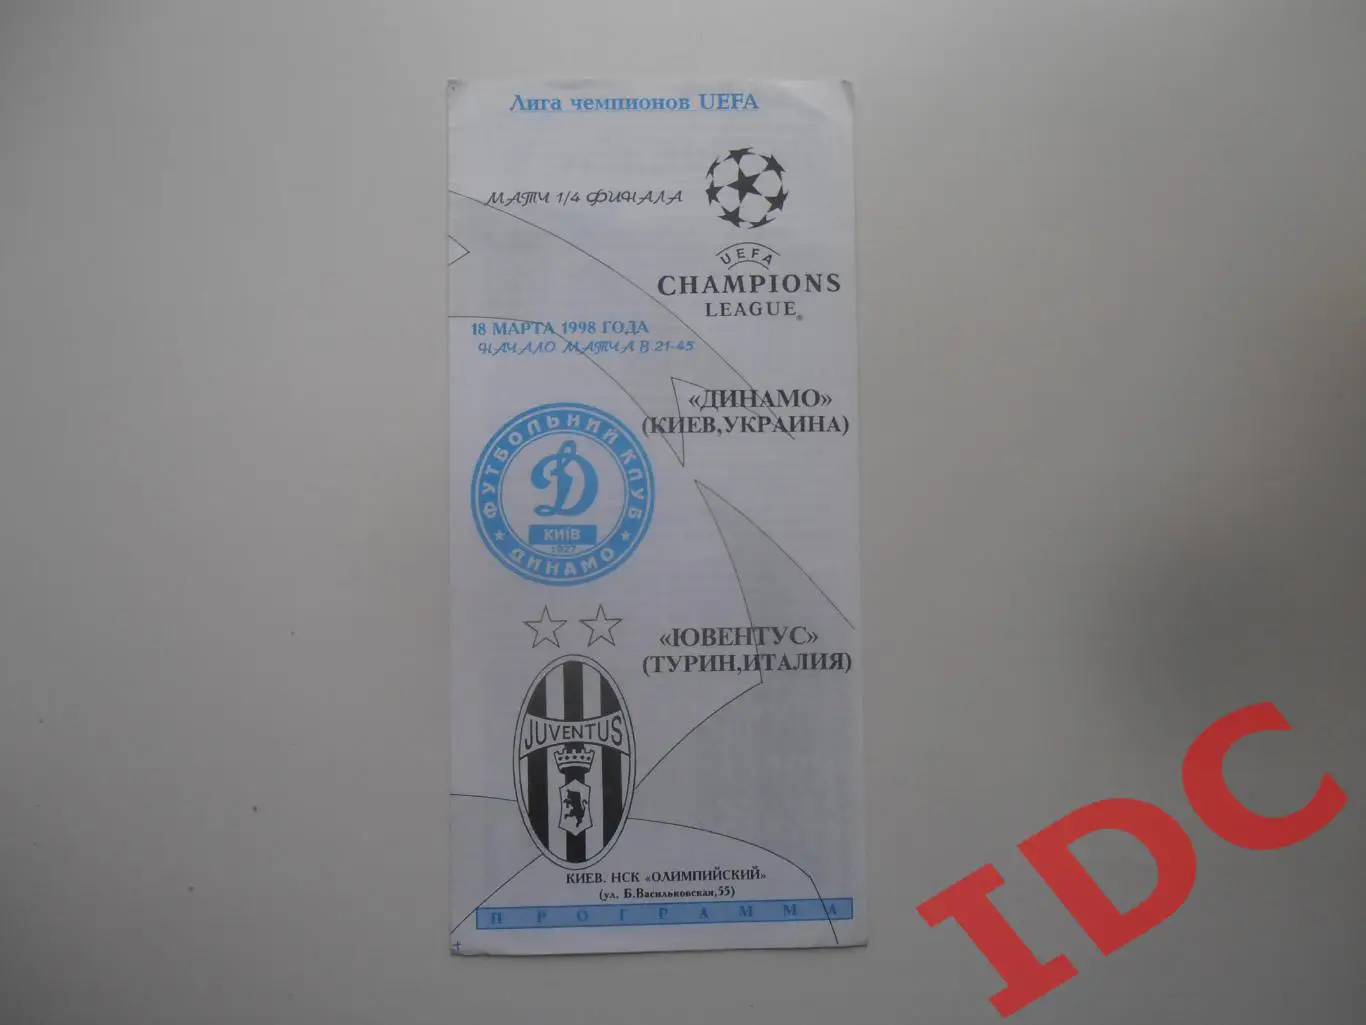 Лига чемпионов UEFA
МАТЧ 1/4 ФИНАЛА
UEFA
CHAMPIONS
LEAGUE®
18 МАРТА 1998 ГОДА
НАЧАЛО МАТЧА В 21-45
«ДИНАМО»
(КИЕВ,УКРАИНА)
ФУТБОЛЬНИЙ КЛУБ
Д
КИЇВ
1927
ДИНАМО
«ЮВЕНТУС»
(ТУРИН,ИТАЛИЯ)
JUVENTUS
КИЕВ. НСК «ОЛИМПИЙСКИЙ»
(ул. Б.Васильковская,55)
ПРОГРАММА
IDC